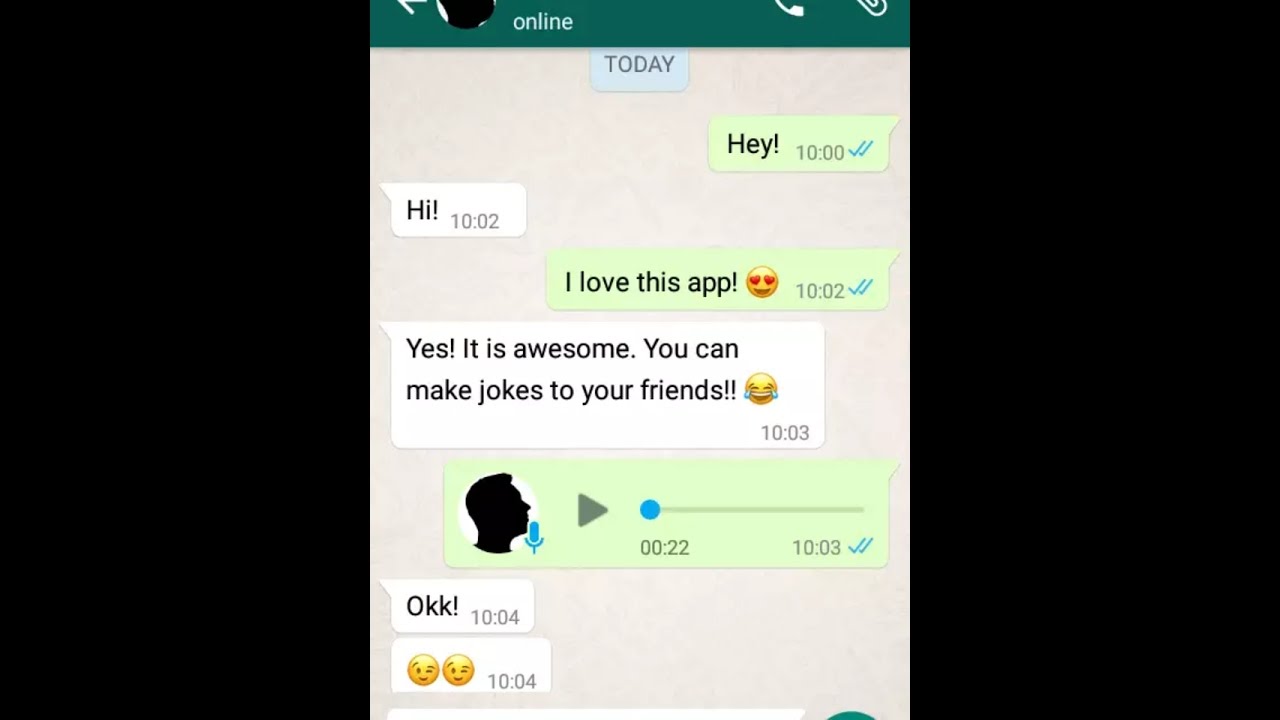 online
TODAY
Hey! 10:00
Hi! 10:02
I love this app! 😍 10:02
Yes! It is awesome. You can
make jokes to your friends!! 😂
10:03
00:22 10:03
Okk! 10:04
😉😉 10:04